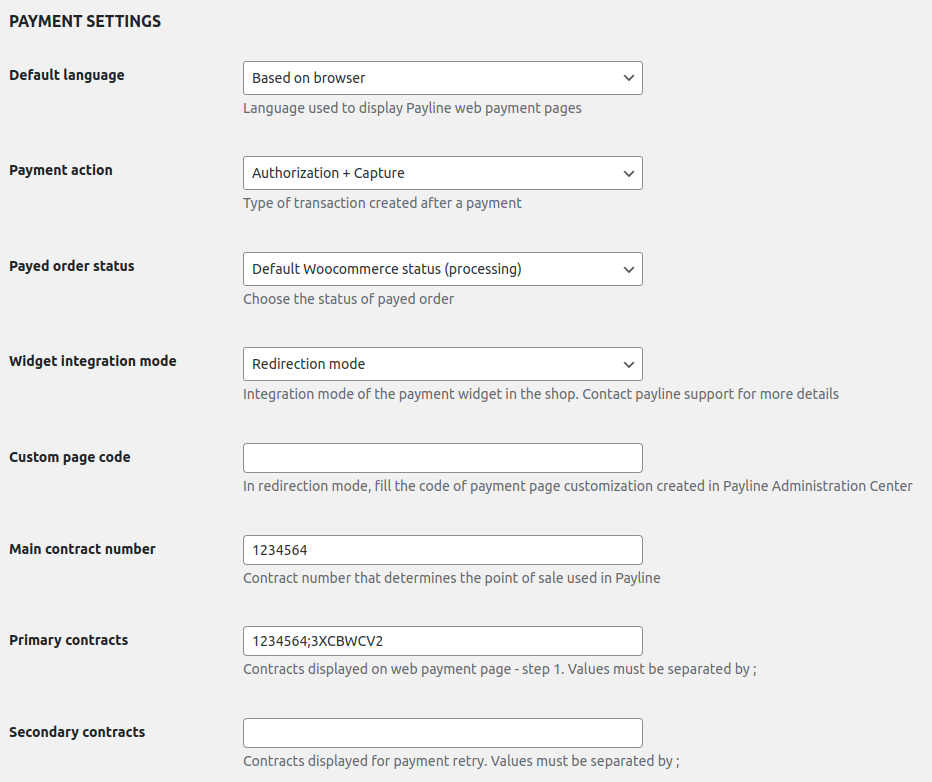 PAYMENT SETTINGS
Default language
Based on browser
Language used to display Payline web payment pages
Payment action
Authorization + Capture
Type of transaction created after a payment
Payed order status
Default Woocommerce status (processing)
Choose the status of payed order
Widget integration mode
Redirection mode
Integration mode of the payment widget in the shop. Contact payline support for more details
Custom page code
In redirection mode, fill the code of payment page customization created in Payline Administration Center
Main contract number
1234564
Contract number that determines the point of sale used in Payline
Primary contracts
1234564;3XCBWCV2
Contracts displayed on web payment page - step 1. Values must be separated by ;
Secondary contracts
Contracts displayed for payment retry. Values must be separated by ;